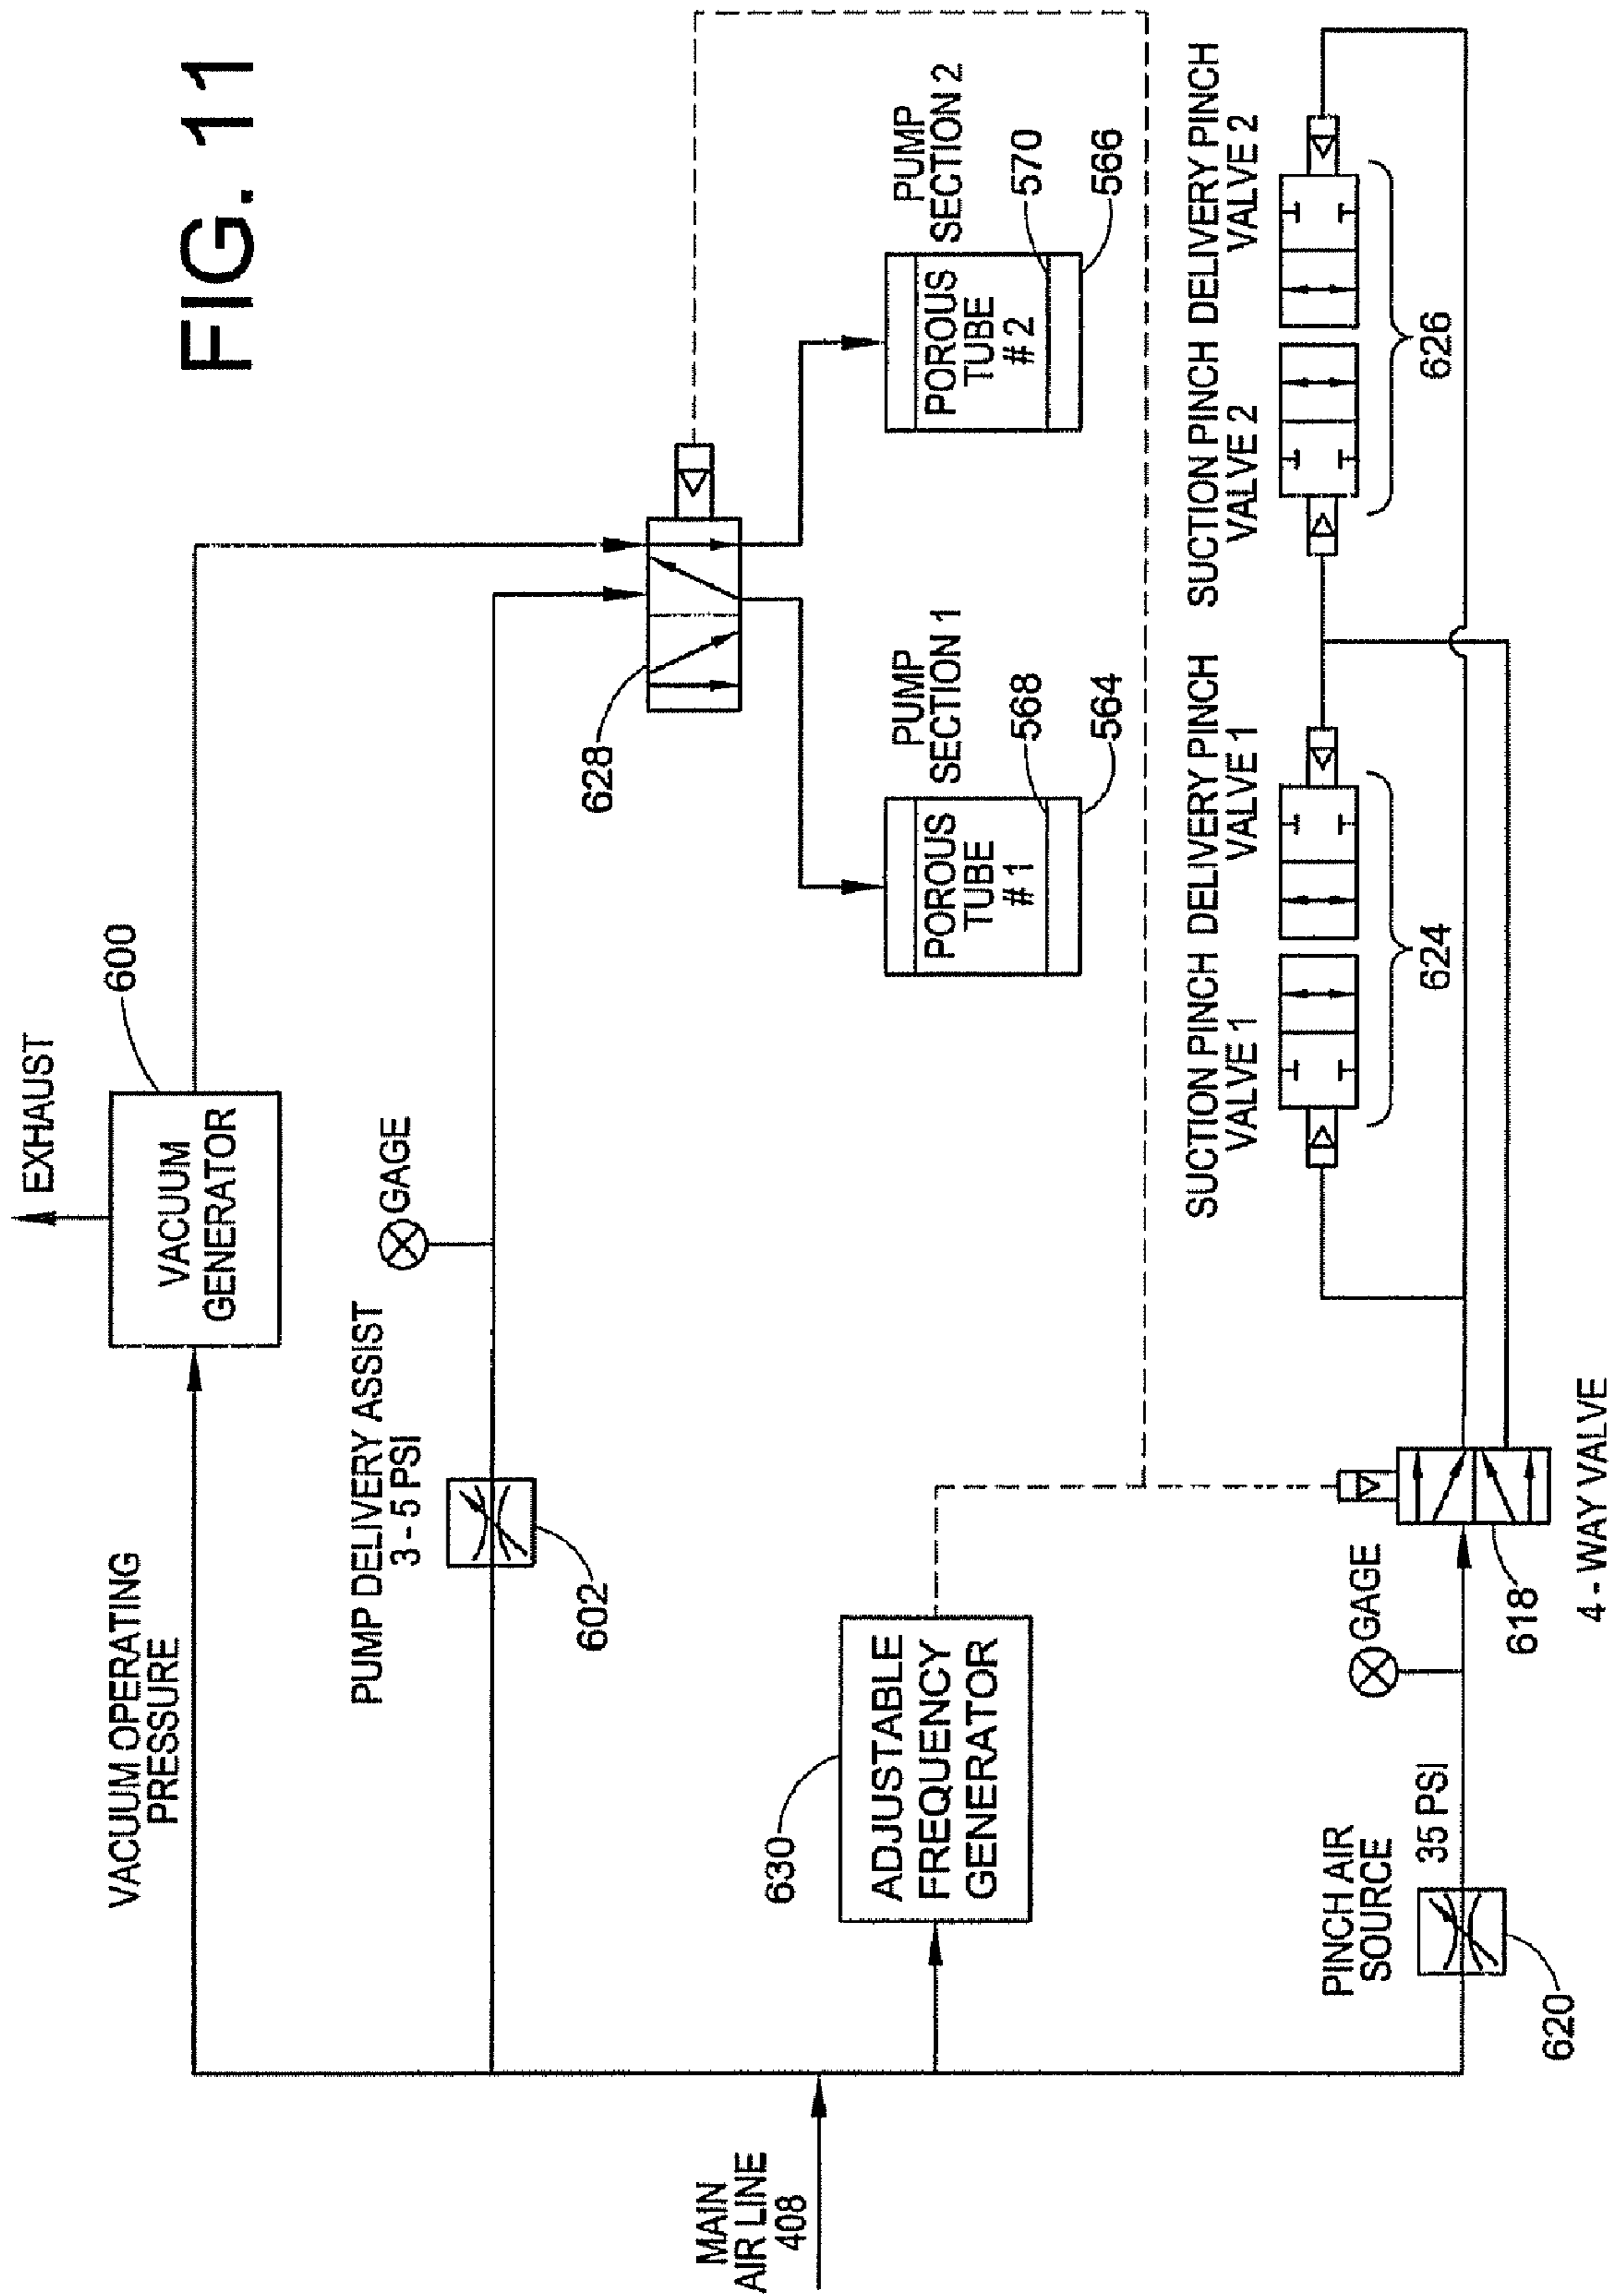 FIG. 11
EXHAUST
600
VACUUM
GENERATOR
VACUUM OPERATING
PRESSURE
GAGE
PUMP DELIVERY ASSIST
3 - 5 PSI
602
628
PUMP
SECTION 1
POROUS
TUBE
# 1
568
564
PUMP
SECTION 2
POROUS
TUBE
# 2
570
566
MAIN
AIR LINE
408
630
ADJUSTABLE
FREQUENCY
GENERATOR
PINCH AIR
SOURCE
35 PSI
620
GAGE
618
4 - WAY VALVE
SUCTION PINCH
VALVE 1
DELIVERY PINCH
VALVE 1
624
SUCTION PINCH
VALVE 2
DELIVERY PINCH
VALVE 2
626